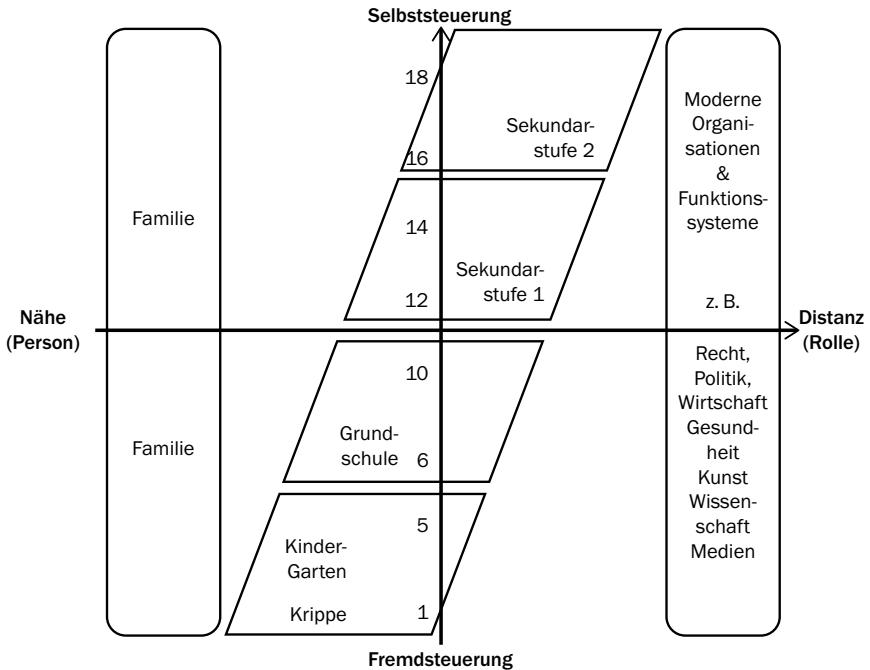 Selbststeuerung
18
Sekundar-
stufe 2
16
14
Sekundar-
stufe 1
12
Familie
Moderne
Organi-
sationen
&
Funktions-
systeme
z. B.
Nähe
(Person)
Distanz
(Rolle)
Recht,
Politik,
Wirtschaft
Gesund-
heit
Kunst
Wissen-
schaft
Medien
Familie
10
Grund-
schule
6
5
Kinder-
Garten
Krippe
1
Fremdsteuerung